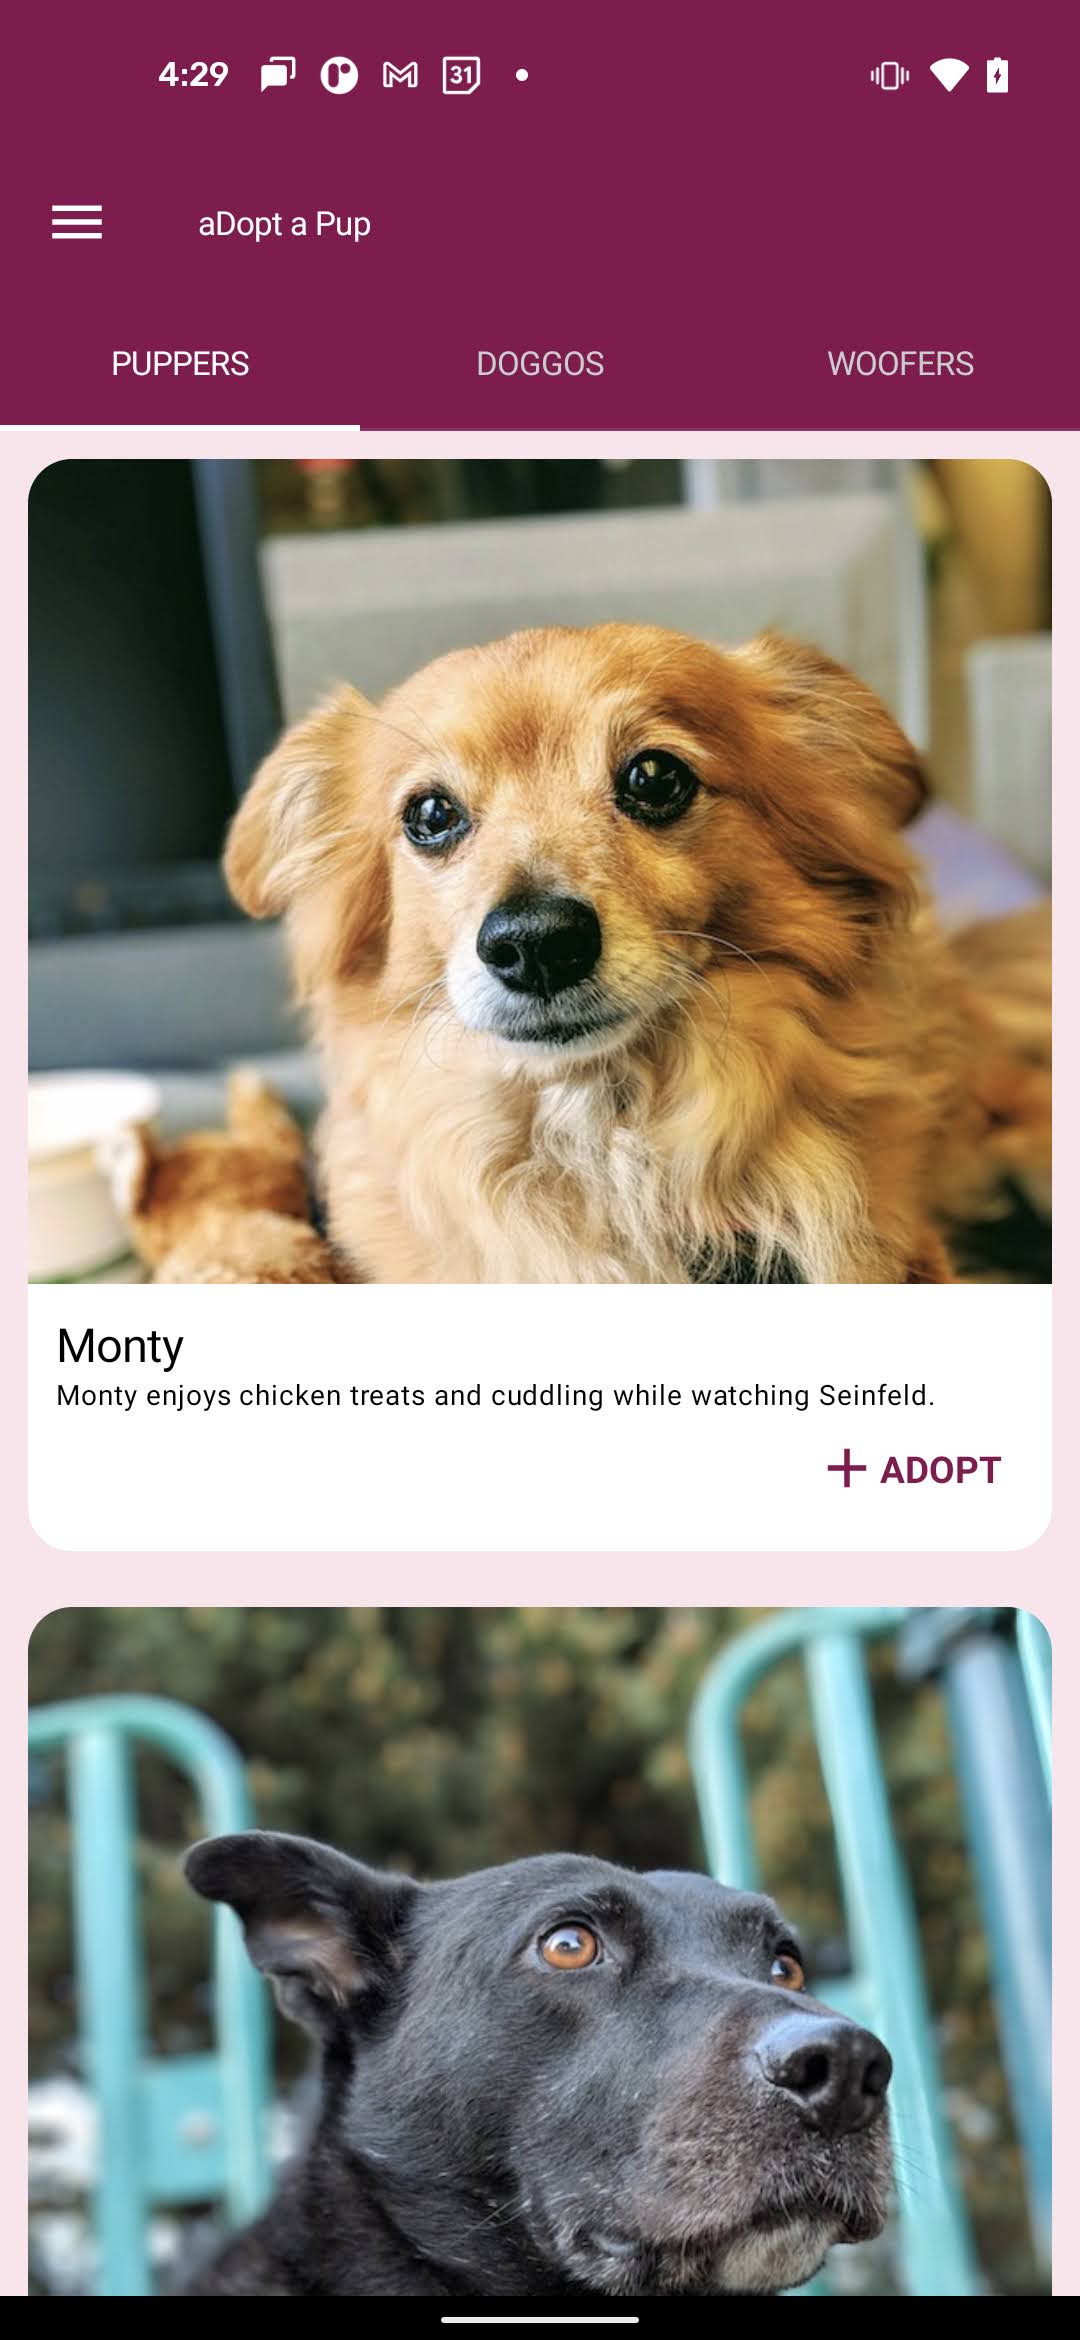 4:29
31
aDopt a Pup
PUPPERS
DOGGOS
WOOFERS
Monty
Monty enjoys chicken treats and cuddling while watching Seinfeld.
ADOPT